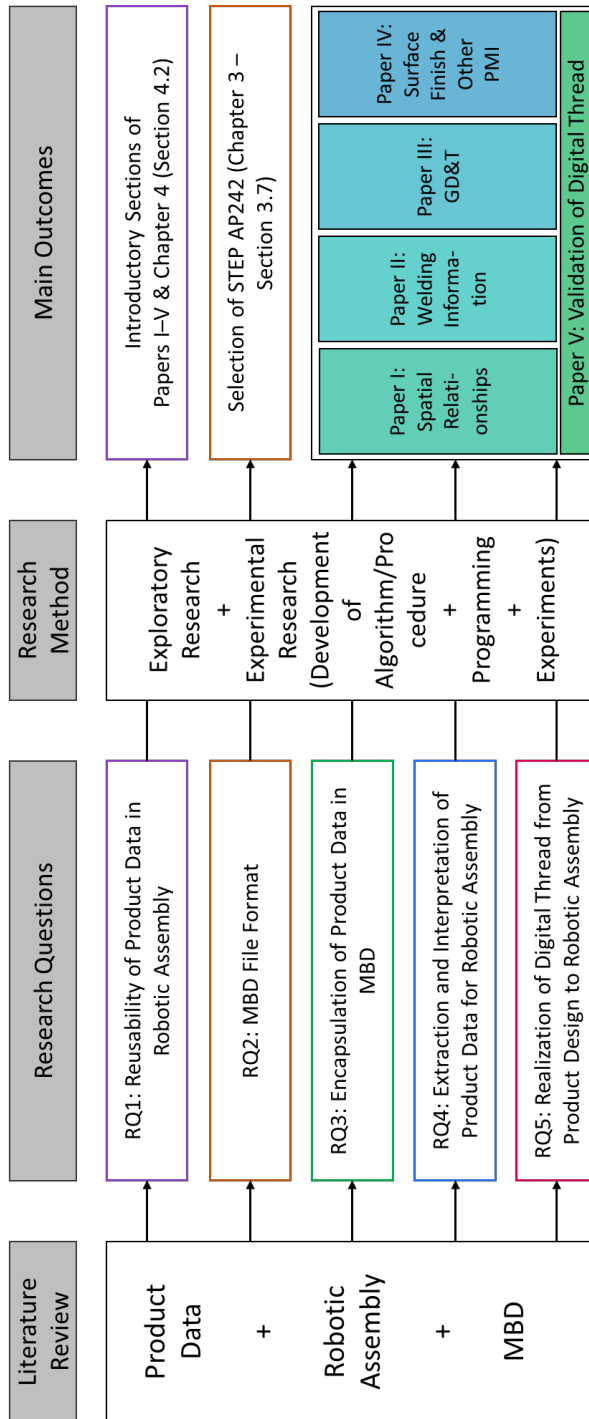 Literature
Review
Research Questions
Research
Method
Main Outcomes
Product
Data
+
Robotic
Assembly
+
MBD
RQ1: Reusability of Product Data in
Robotic Assembly
RQ2: MBD File Format
RQ3: Encapsulation of Product Data in
MBD
RQ4: Extraction and Interpretation of
Product Data for Robotic Assembly
RQ5: Realization of Digital Thread from
Product Design to Robotic Assembly
Exploratory
Research
+
Experimental
Research
(Development
of
Algorithm/Pro
cedure
+
Programming
+
Experiments)
Introductory Sections of
Papers I–V & Chapter 4 (Section 4.2)
Selection of STEP AP242 (Chapter 3 –
Section 3.7)
Paper I:
Spatial
Relati-
onships
Paper II:
Welding
Informa-
tion
Paper III:
GD&T
Paper IV:
Surface
Finish &
Other
PMI
Paper V: Validation of Digital Thread